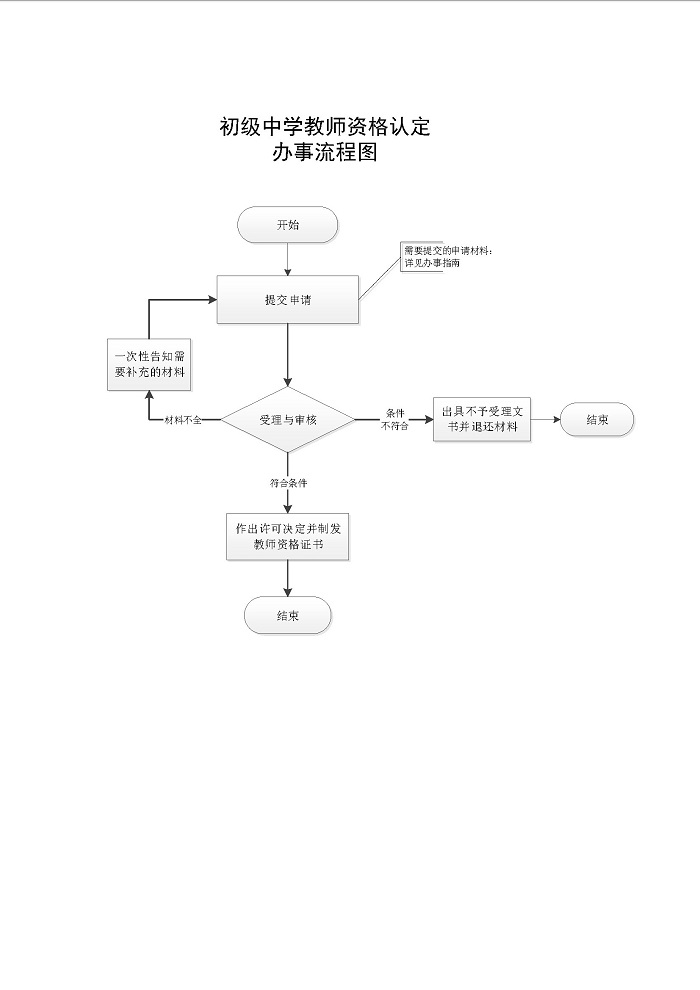 初级中学教师资格认定
办事流程图
开始
需要提交的申请材料：
详见办事指南
提交申请
一次性告知需
要补充的材料
材料不全
受理与审核
条件
不符合
出具不予受理文
书并退还材料
结束
符合条件
作出许可决定并制发
教师资格证书
结束